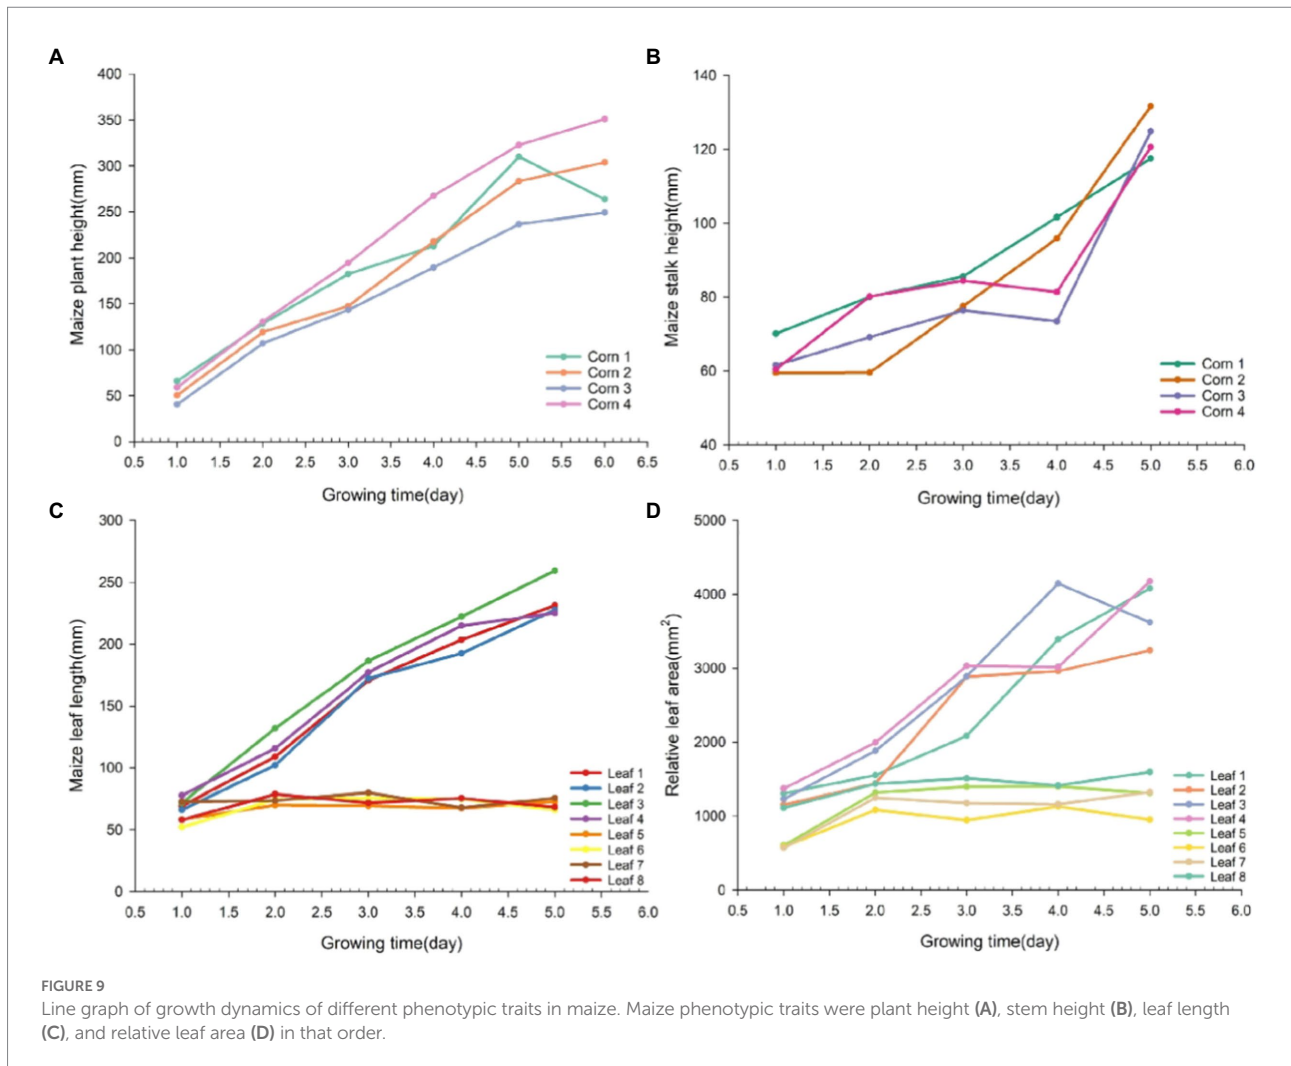 A
400
350
300
250
200
150
100
50
0
Maize plant height(mm)
0.5 1.0 1.5 2.0 2.5 3.0 3.5 4.0 4.5 5.0 5.5 6.0 6.5
Growing time(day)
Corn 1
Corn 2
Corn 3
Corn 4
B
140
120
100
80
60
40
Maize stalk height(mm)
0.5 1.0 1.5 2.0 2.5 3.0 3.5 4.0 4.5 5.0 5.5 6.0
Growing time(day)
Corn 1
Corn 2
Corn 3
Corn 4
C
300
250
200
150
100
50
0
Maize leaf length(mm)
0.5 1.0 1.5 2.0 2.5 3.0 3.5 4.0 4.5 5.0 5.5 6.0
Growing time(day)
Leaf 1
Leaf 2
Leaf 3
Leaf 4
Leaf 5
Leaf 6
Leaf 7
Leaf 8
D
5000
4000
3000
2000
1000
0
Relative leaf area(mm²)
0.5 1.0 1.5 2.0 2.5 3.0 3.5 4.0 4.5 5.0 5.5 6.0
Growing time(day)
Leaf 1
Leaf 2
Leaf 3
Leaf 4
Leaf 5
Leaf 6
Leaf 7
Leaf 8
FIGURE 9
Line graph of growth dynamics of different phenotypic traits in maize. Maize phenotypic traits were plant height (A), stem height (B), leaf length
(C), and relative leaf area (D) in that order.